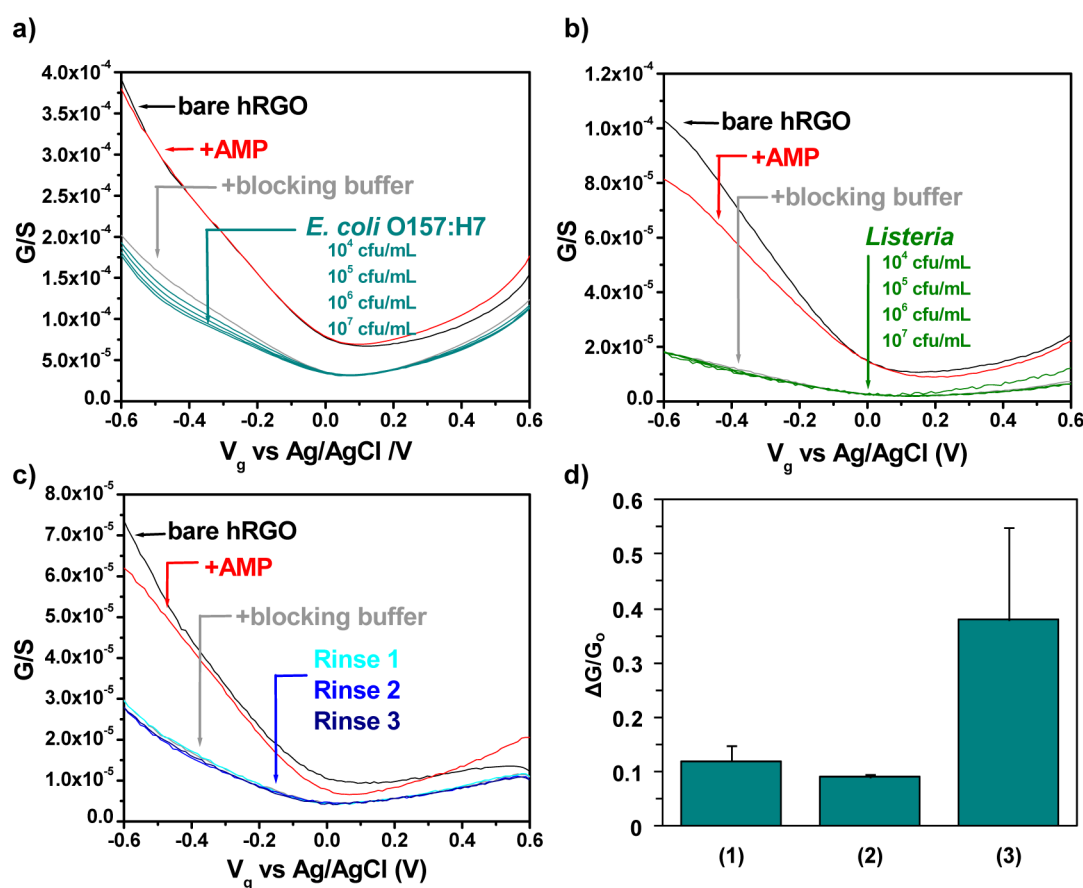 a)
G/S
4.0x10⁻⁴
3.5x10⁻⁴
3.0x10⁻⁴
2.5x10⁻⁴
2.0x10⁻⁴
1.5x10⁻⁴
1.0x10⁻⁴
5.0x10⁻⁵
0.0
bare hRGO
+AMP
+blocking buffer
E. coli O157:H7
10⁴ cfu/mL
10⁵ cfu/mL
10⁶ cfu/mL
10⁷ cfu/mL
-0.6 -0.4 -0.2 0.0 0.2 0.4 0.6
Vg vs Ag/AgCl /V
b)
G/S
1.2x10⁻⁴
1.0x10⁻⁴
8.0x10⁻⁵
6.0x10⁻⁵
4.0x10⁻⁵
2.0x10⁻⁵
0.0
bare hRGO
+AMP
+blocking buffer
Listeria
10⁴ cfu/mL
10⁵ cfu/mL
10⁶ cfu/mL
10⁷ cfu/mL
-0.6 -0.4 -0.2 0.0 0.2 0.4 0.6
Vg vs Ag/AgCl (V)
c)
G/S
8.0x10⁻⁵
7.0x10⁻⁵
6.0x10⁻⁵
5.0x10⁻⁵
4.0x10⁻⁵
3.0x10⁻⁵
2.0x10⁻⁵
1.0x10⁻⁵
0.0
bare hRGO
+AMP
+blocking buffer
Rinse 1
Rinse 2
Rinse 3
-0.6 -0.4 -0.2 0.0 0.2 0.4 0.6
Vg vs Ag/AgCl (V)
d)
ΔG/Go
0.6
0.5
0.4
0.3
0.2
0.1
0
(1) (2) (3)